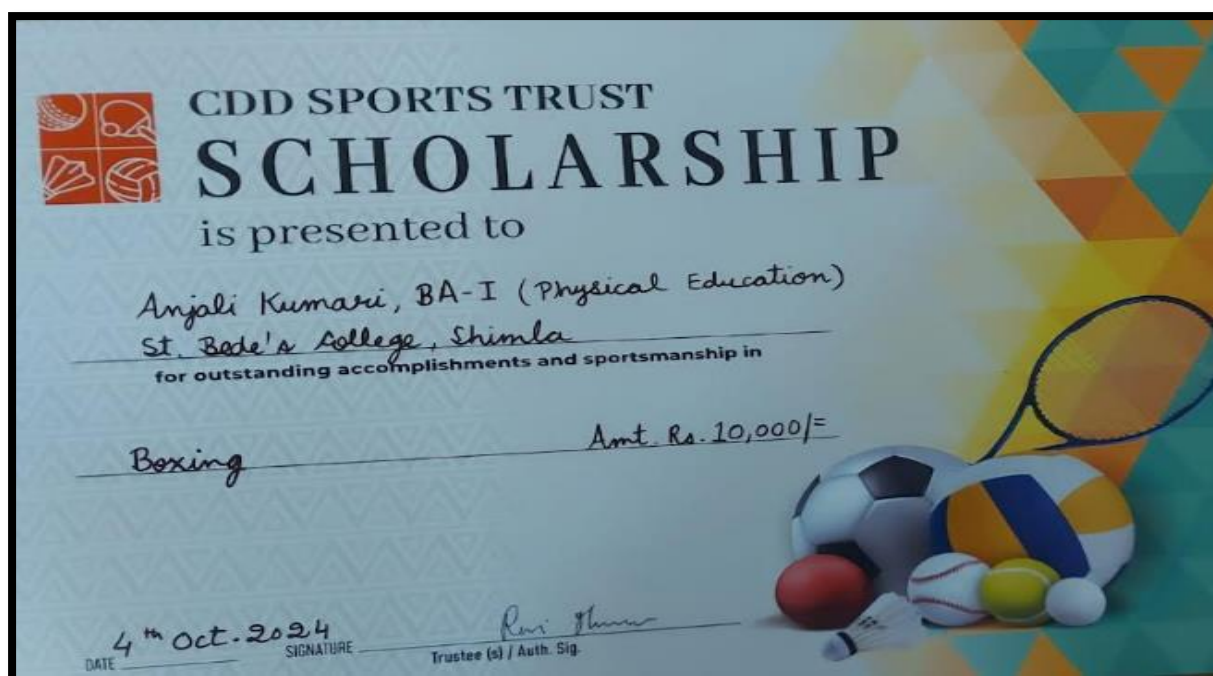 CDD SPORTS TRUST
SCHOLARSHIP
is presented to
Anjali Kumari, BA-I (Physical Education)
St. Bede's College, Shimla
for outstanding accomplishments and sportsmanship in
Boxing Amt. Rs. 10,000/=
DATE 4th Oct. 2024 SIGNATURE
Trustee (s) / Auth. Sig.